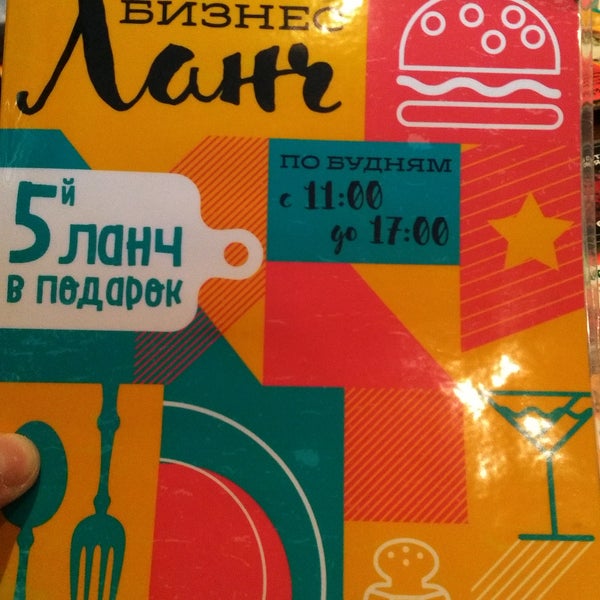 БИЗНЕС
Ланч
ПО БУДНЯМ
с 11:00
до 17:00
5й ланч
в подарок